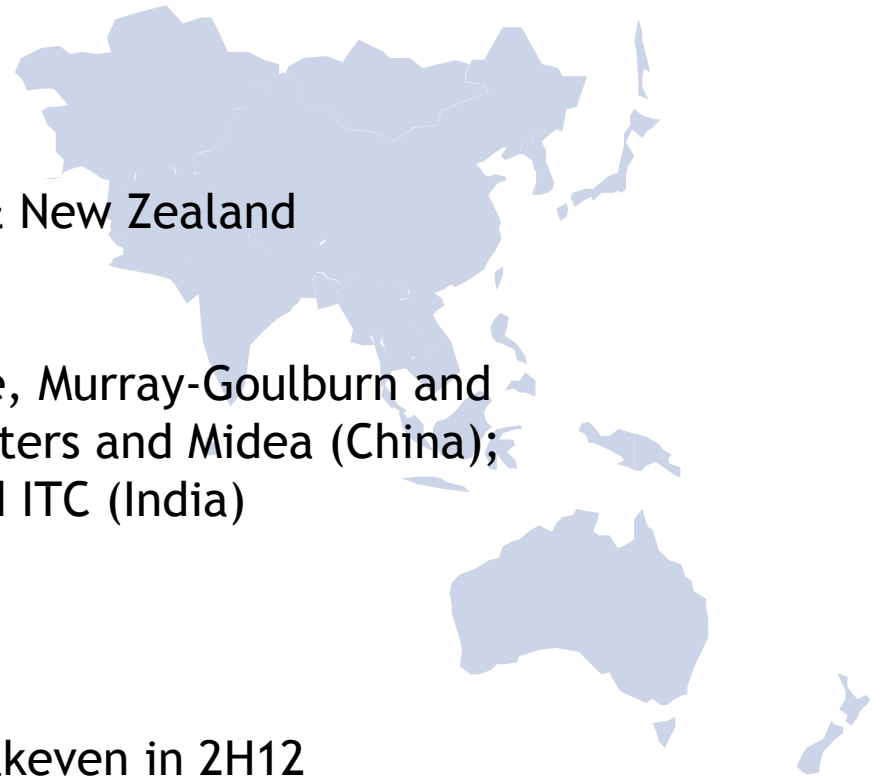 New Zealand
, Murray-Goulburn and
ters and Midea (China);
ITC (India)
keven in 2H12